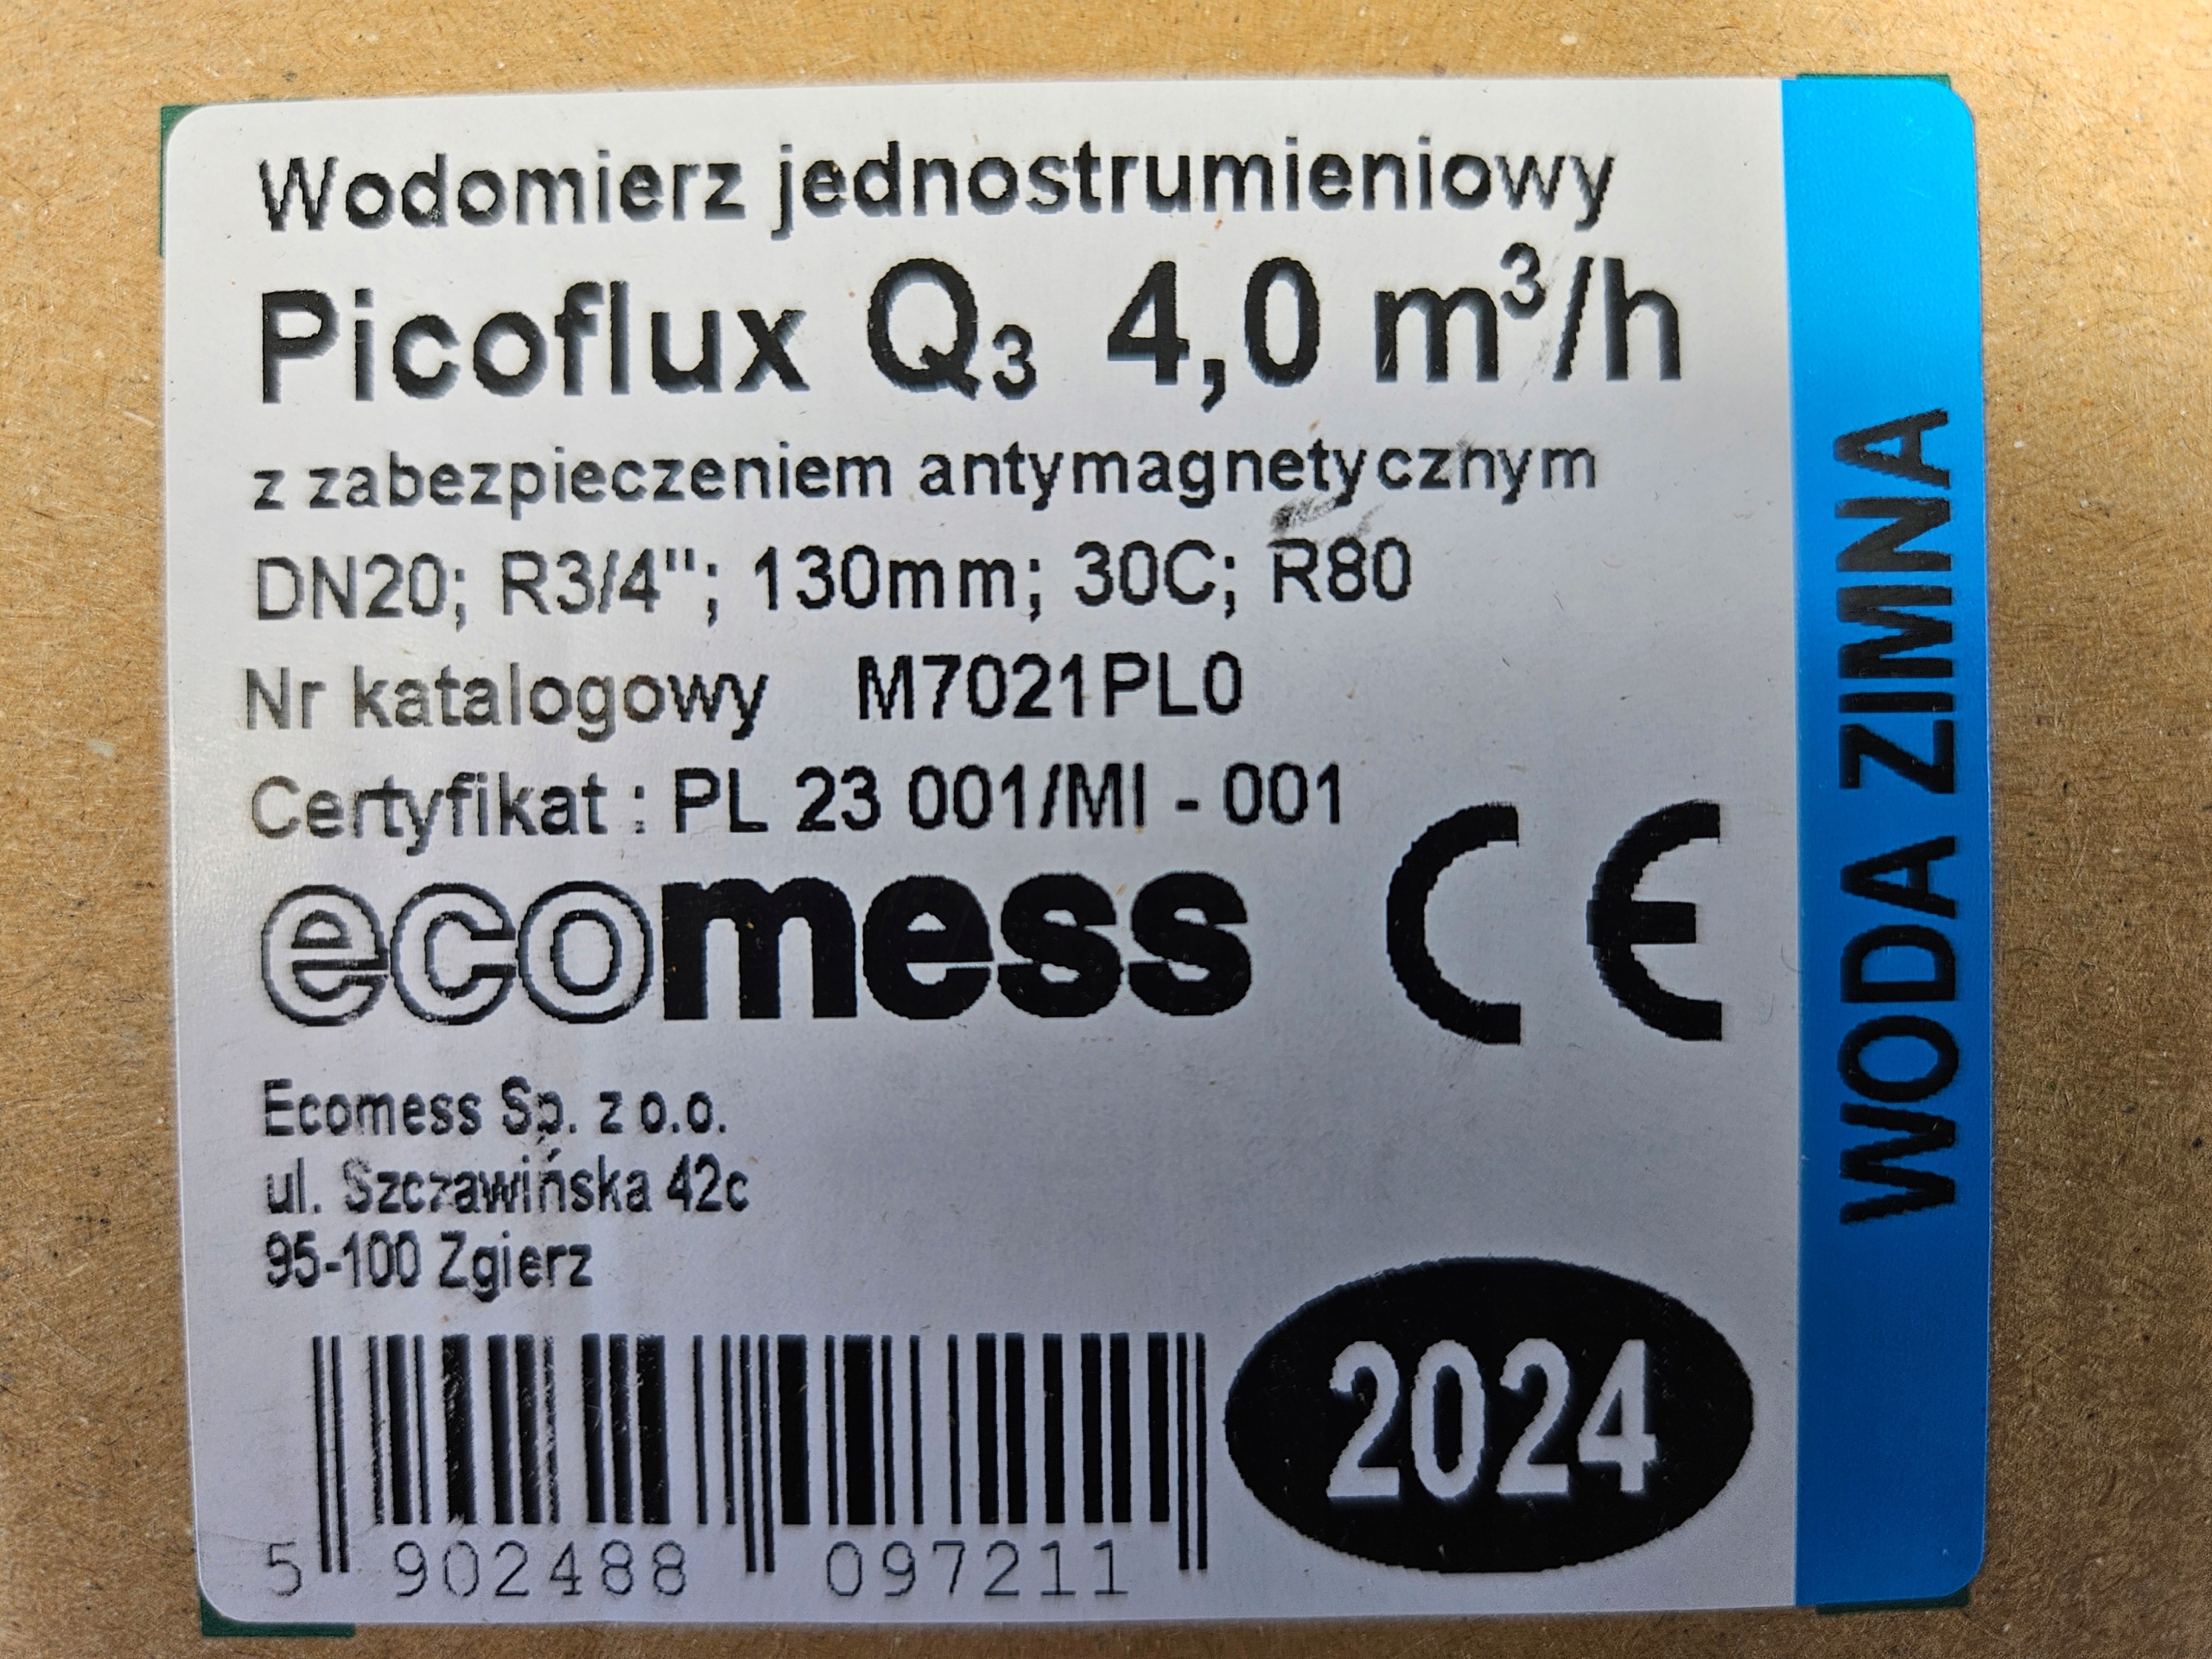 Wodomierz jednostrumieniowy
Picoflux Q₃ 4,0 m³/h
z zabezpieczeniem antymagnetycznym
DN20; R3/4"; 130mm; 30C; R80
Nr katalogowy M7021PL0
Certyfikat : PL 23 001/MI - 001
ecomess CE
Ecomess Sp. z o.o.
ul. Szczawińska 42c
95-100 Zgierz
2024
5 902488 097211
WODA ZIMNA